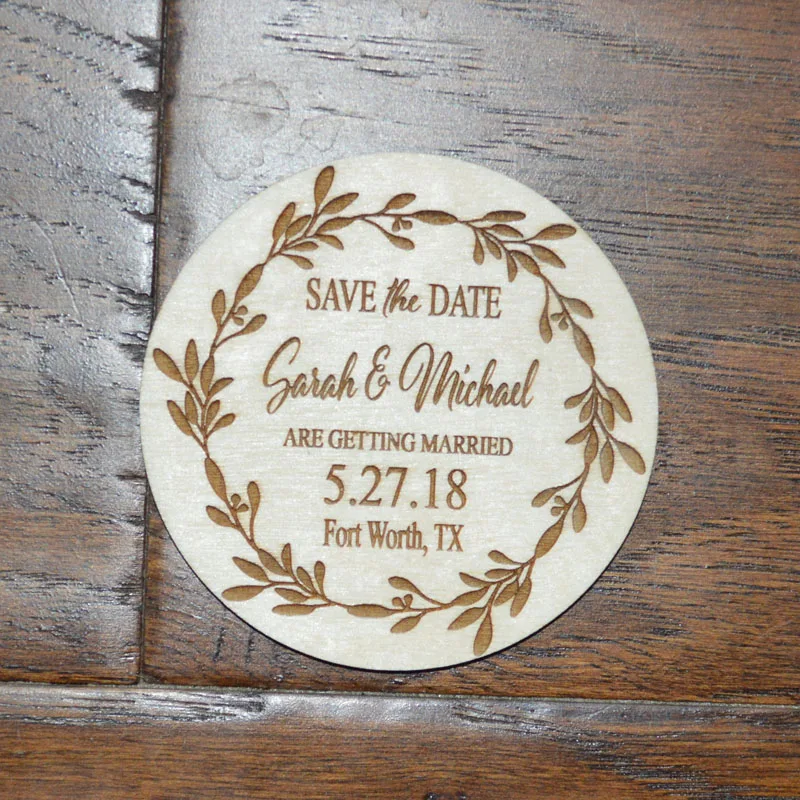 SAVE the DATE
Sarah & Michael
ARE GETTING MARRIED
5.27.18
Fort Worth, TX